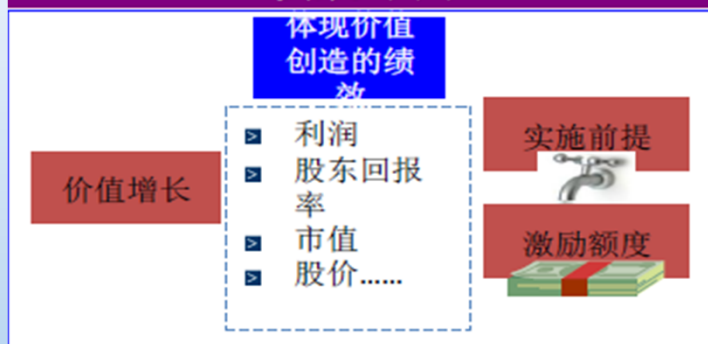 体现价值
创造的绩
效
价值增长
利润
股东回报
率
市值
股价……
实施前提
激励额度